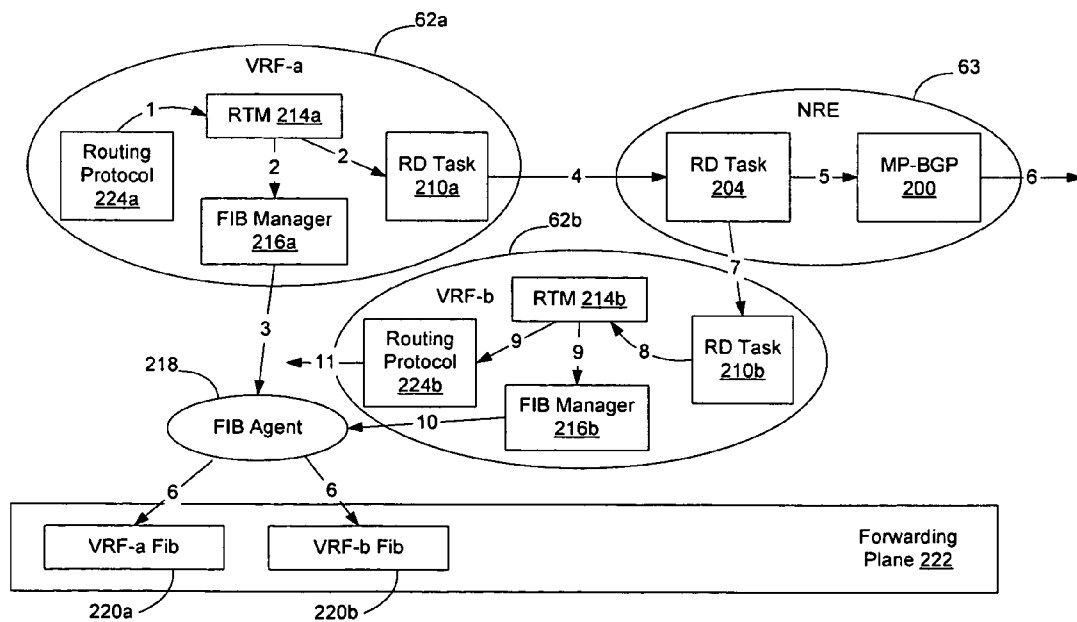 62a
VRF-a
63
1
RTM 214a
NRE
Routing
Protocol
224a
2
2
RD Task
210a
4
RD Task
204
5
MP-BGP
200
6
FIB Manager
216a
62b
7
3
VRF-b
RTM 214b
Routing
Protocol
224b
9
9
8
RD Task
210b
11
218
FIB Agent
10
FIB Manager
216b
6
6
VRF-a Fib
VRF-b Fib
Forwarding
Plane 222
220a
220b